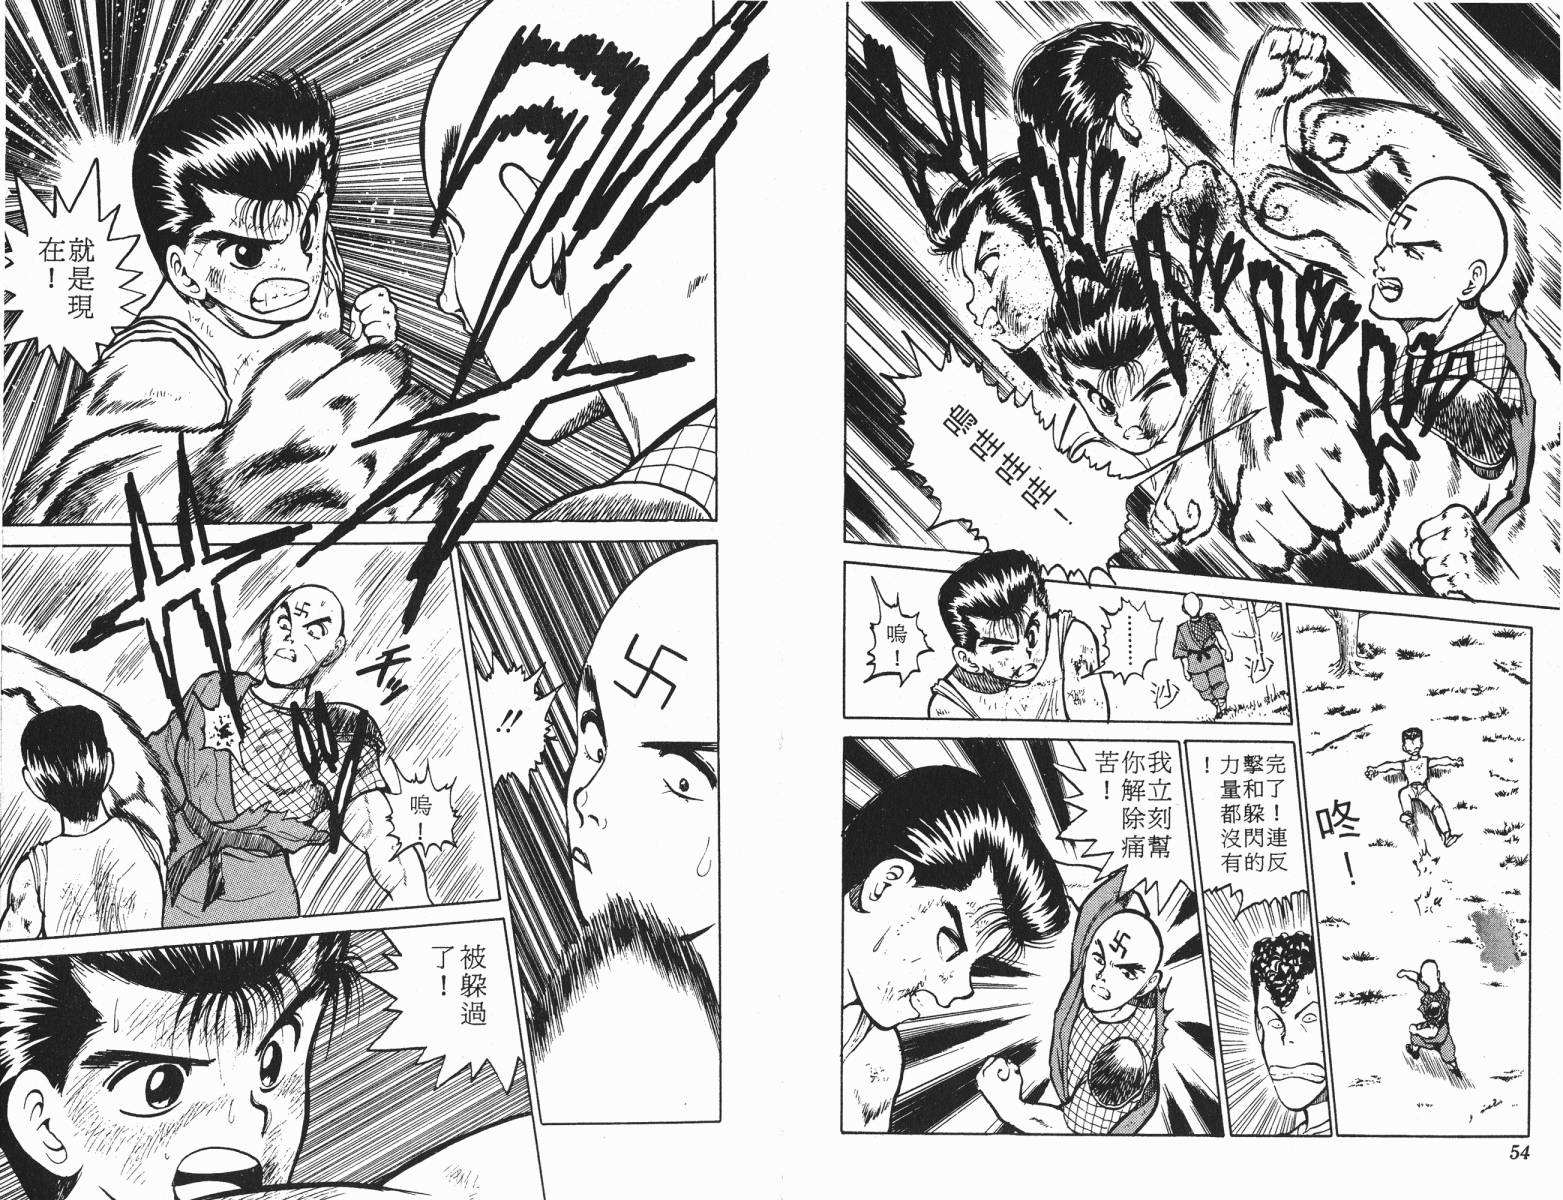 嗚哇哇哇！
咚！
嗚！
……
沙
沙
完了！連反
擊和躲閃的
力量都沒有
！
我立刻幫
你解除痛
苦！
54
就是現
在！
!!
嗚！
被躲過
了！